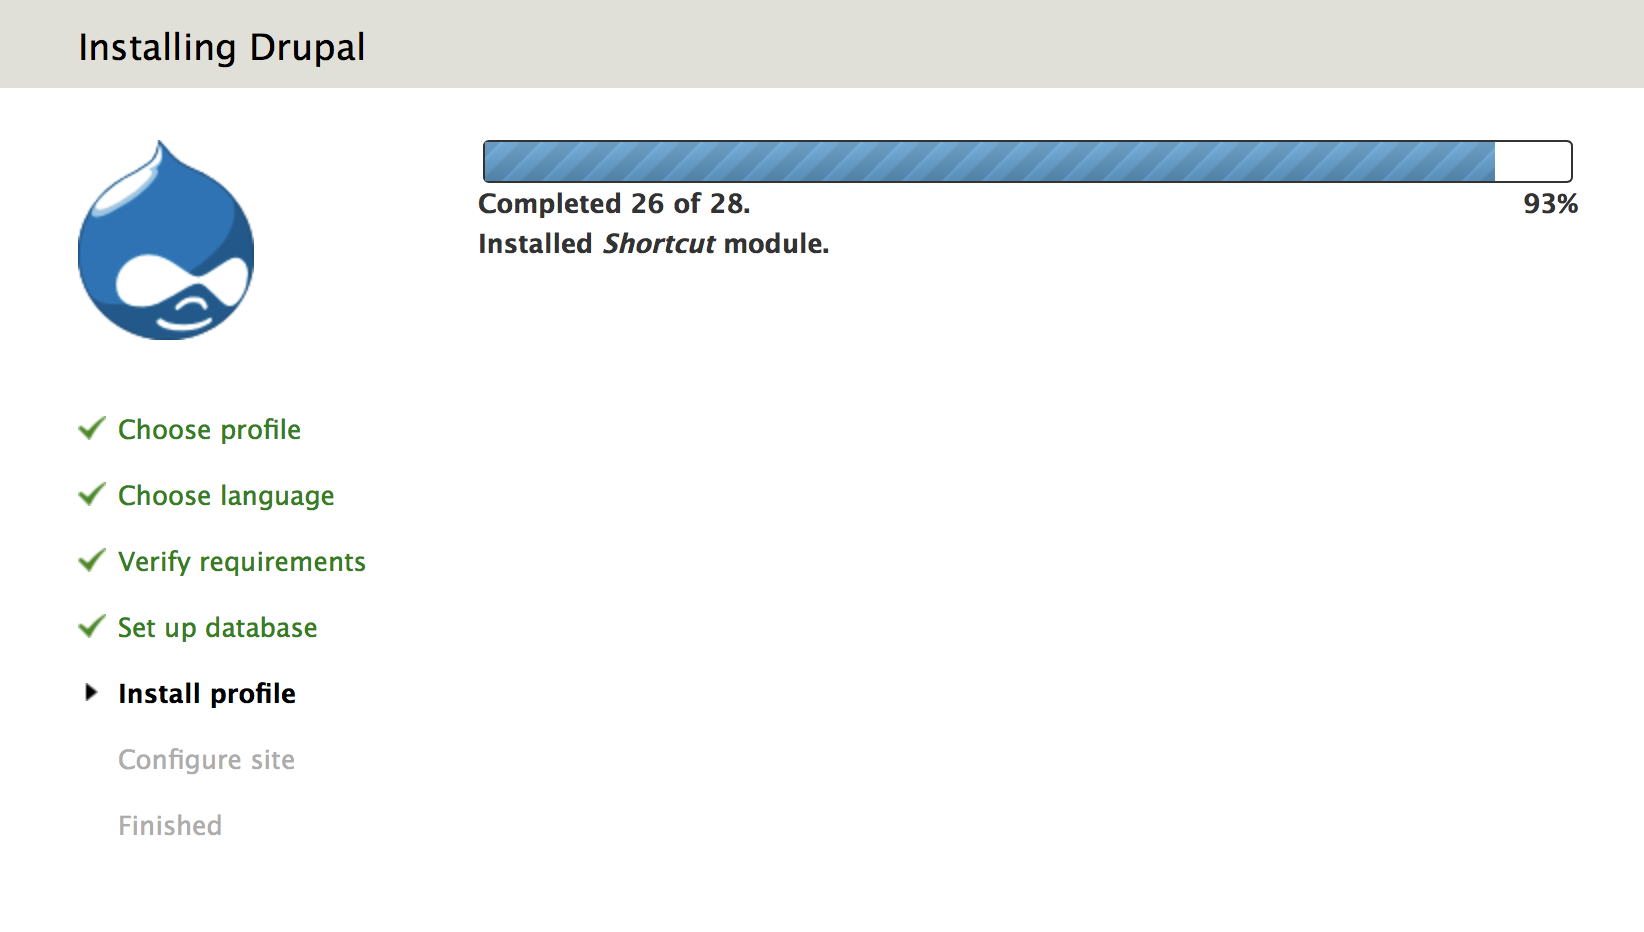 Installing Drupal
Completed 26 of 28.
93%
Installed Shortcut module.
Choose profile
Choose language
Verify requirements
Set up database
Install profile
Configure site
Finished